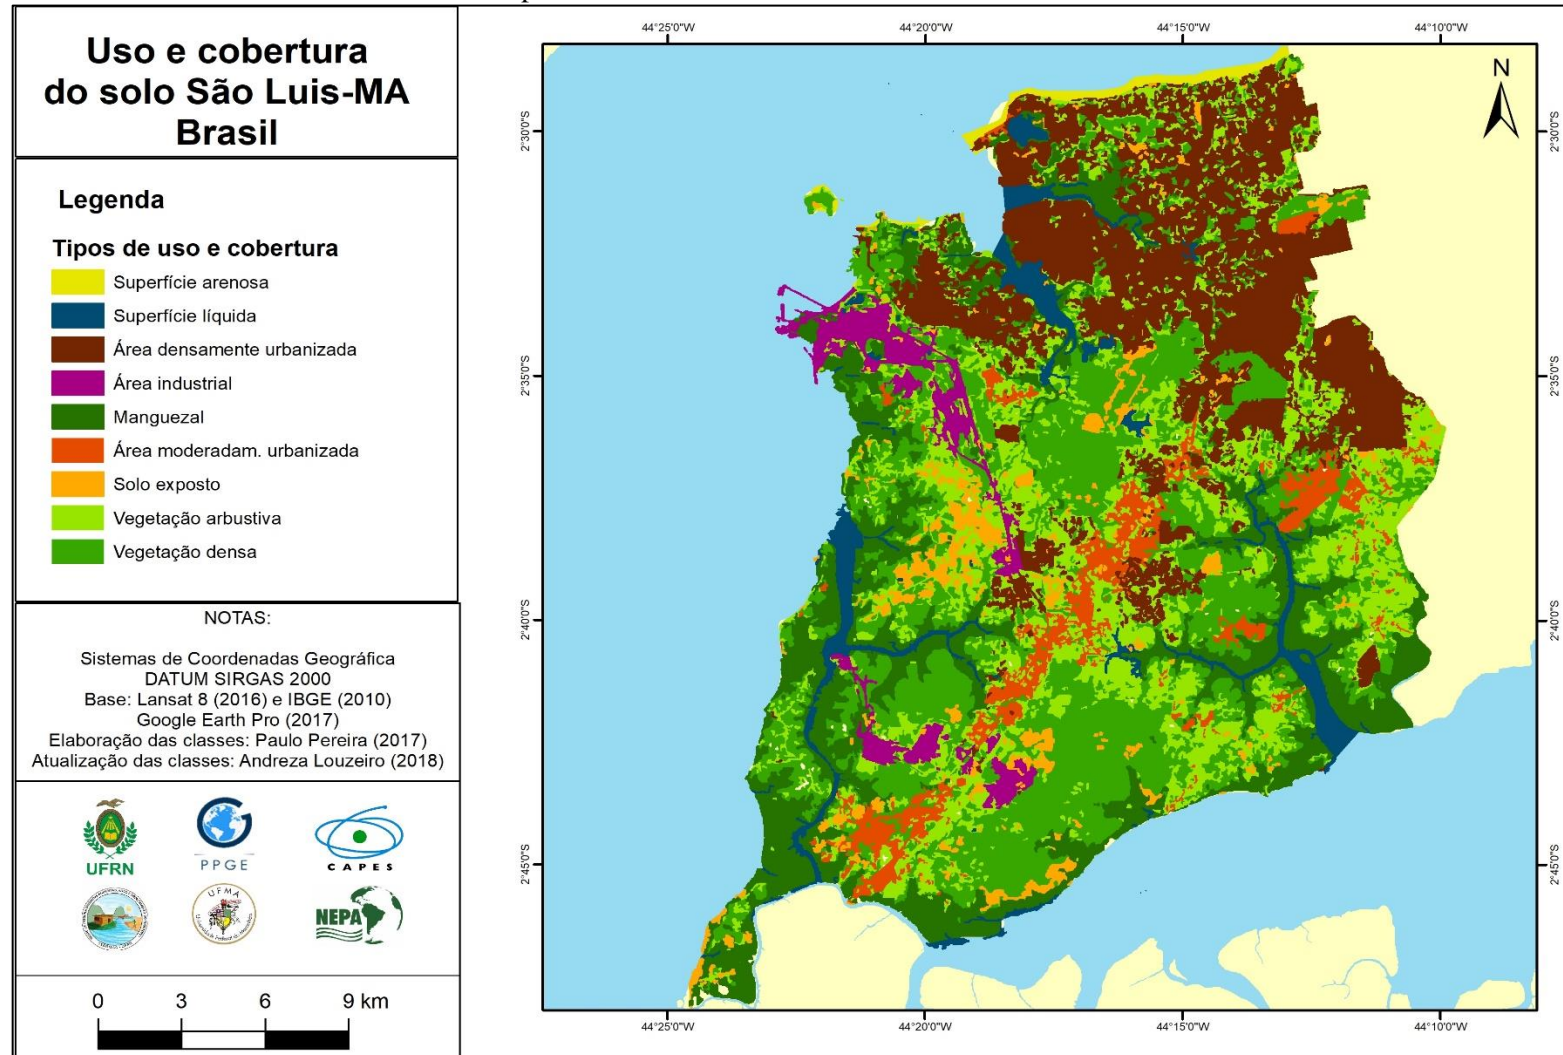 Uso e cobertura
do solo São Luis-MA
Brasil
Legenda
Tipos de uso e cobertura
Superfície arenosa
Superfície líquida
Área densamente urbanizada
Área industrial
Manguezal
Área moderadam. urbanizada
Solo exposto
Vegetação arbustiva
Vegetação densa
NOTAS:
Sistemas de Coordenadas Geográfica
DATUM SIRGAS 2000
Base: Lansat 8 (2016) e IBGE (2010)
Google Earth Pro (2017)
Elaboração das classes: Paulo Pereira (2017)
Atualização das classes: Andreza Louzeiro (2018)
UFRN
PPGE
CAPES
UFMA
NEPA
0 3 6 9 km
44°25'0"W 44°20'0"W 44°15'0"W 44°10'0"W
N
2°30'0"S 2°30'0"S
2°35'0"S 2°35'0"S
2°40'0"S 2°40'0"S
2°45'0"S 2°45'0"S
44°25'0"W 44°20'0"W 44°15'0"W 44°10'0"W